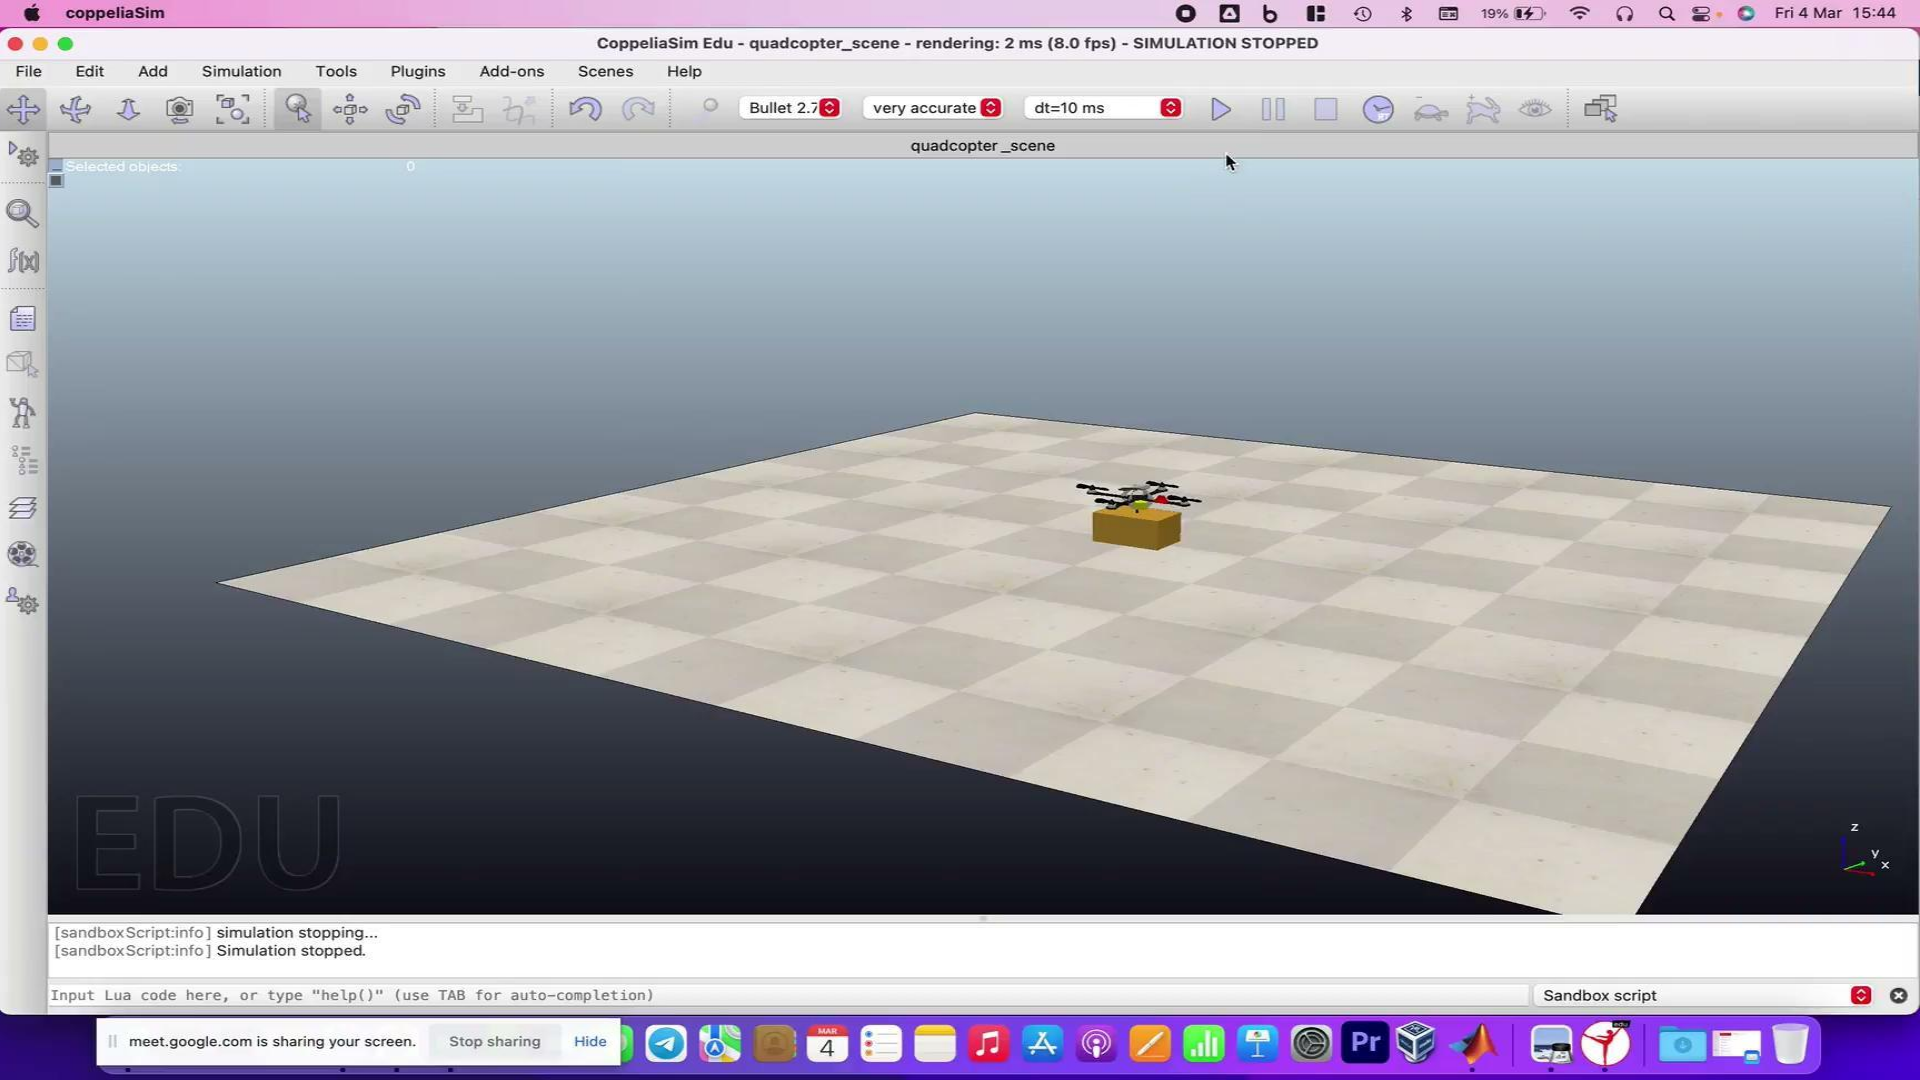 coppeliaSim
19%
Fri 4 Mar 15:44
CoppeliaSim Edu - quadcopter_scene - rendering: 2 ms (8.0 fps) - SIMULATION STOPPED
File Edit Add Simulation Tools Plugins Add-ons Scenes Help
Bullet 2.7 very accurate dt=10 ms
RT
quadcopter _scene
Selected objects: 0
f(x)
EDU
z
y
x
[sandboxScript:info] simulation stopping...
[sandboxScript:info] Simulation stopped.
Input Lua code here, or type "help()" (use TAB for auto-completion)
Sandbox script
meet.google.com is sharing your screen. Stop sharing Hide
MAR
4
Pr
edu